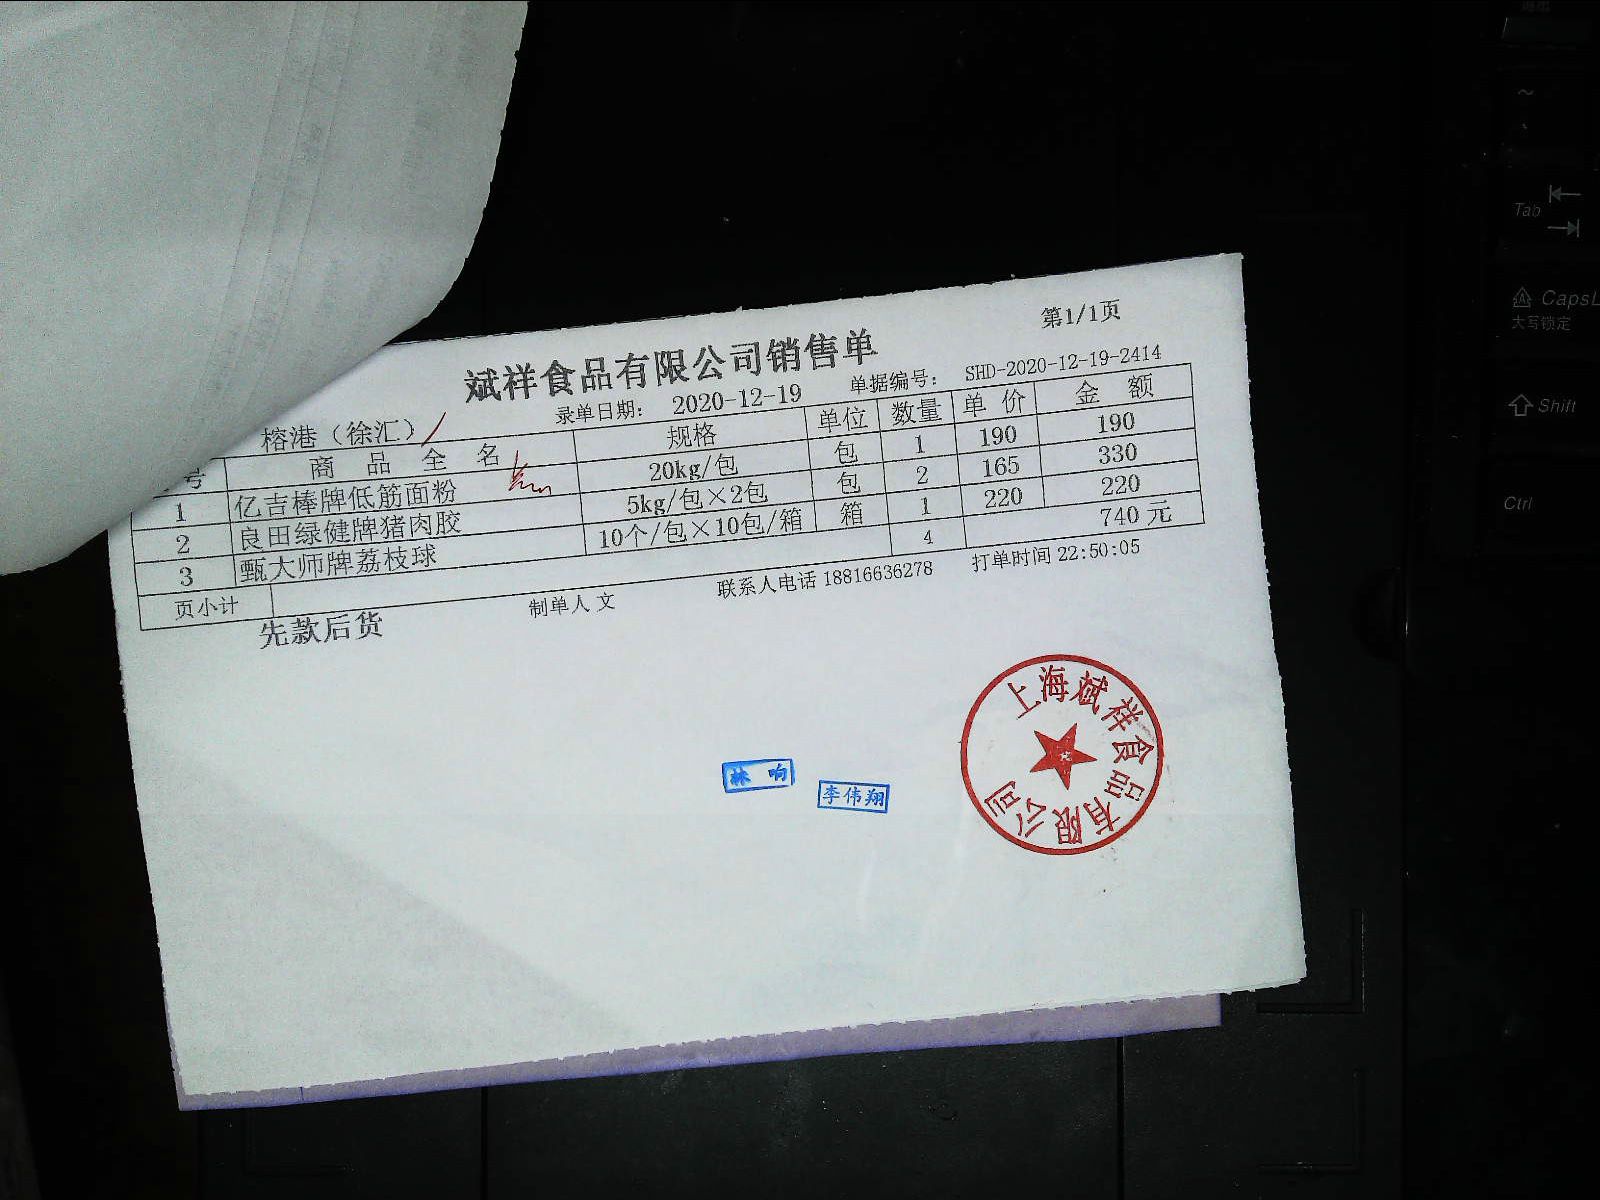 第1/1页
斌祥食品有限公司销售单
榕港（徐汇） 录单日期： 2020-12-19 单据编号： SHD-2020-12-19-2414
号 商 品 全 名 规格 单位 数量 单 价 金 额
1 亿吉棒牌低筋面粉 20kg/包 包 1 190 190
2 良田绿健牌猪肉胶 5kg/包×2包 包 2 165 330
3 甄大师牌荔枝球 10个/包×10包/箱 箱 1 220 220
页小计 4 740 元
先款后货 制单人 文 联系人电话 18816636278 打单时间 22:50:05
上海斌祥食品有限公司
林 响
李伟翔
~
Tab
CapsL
大写锁定
Shift
Ctrl